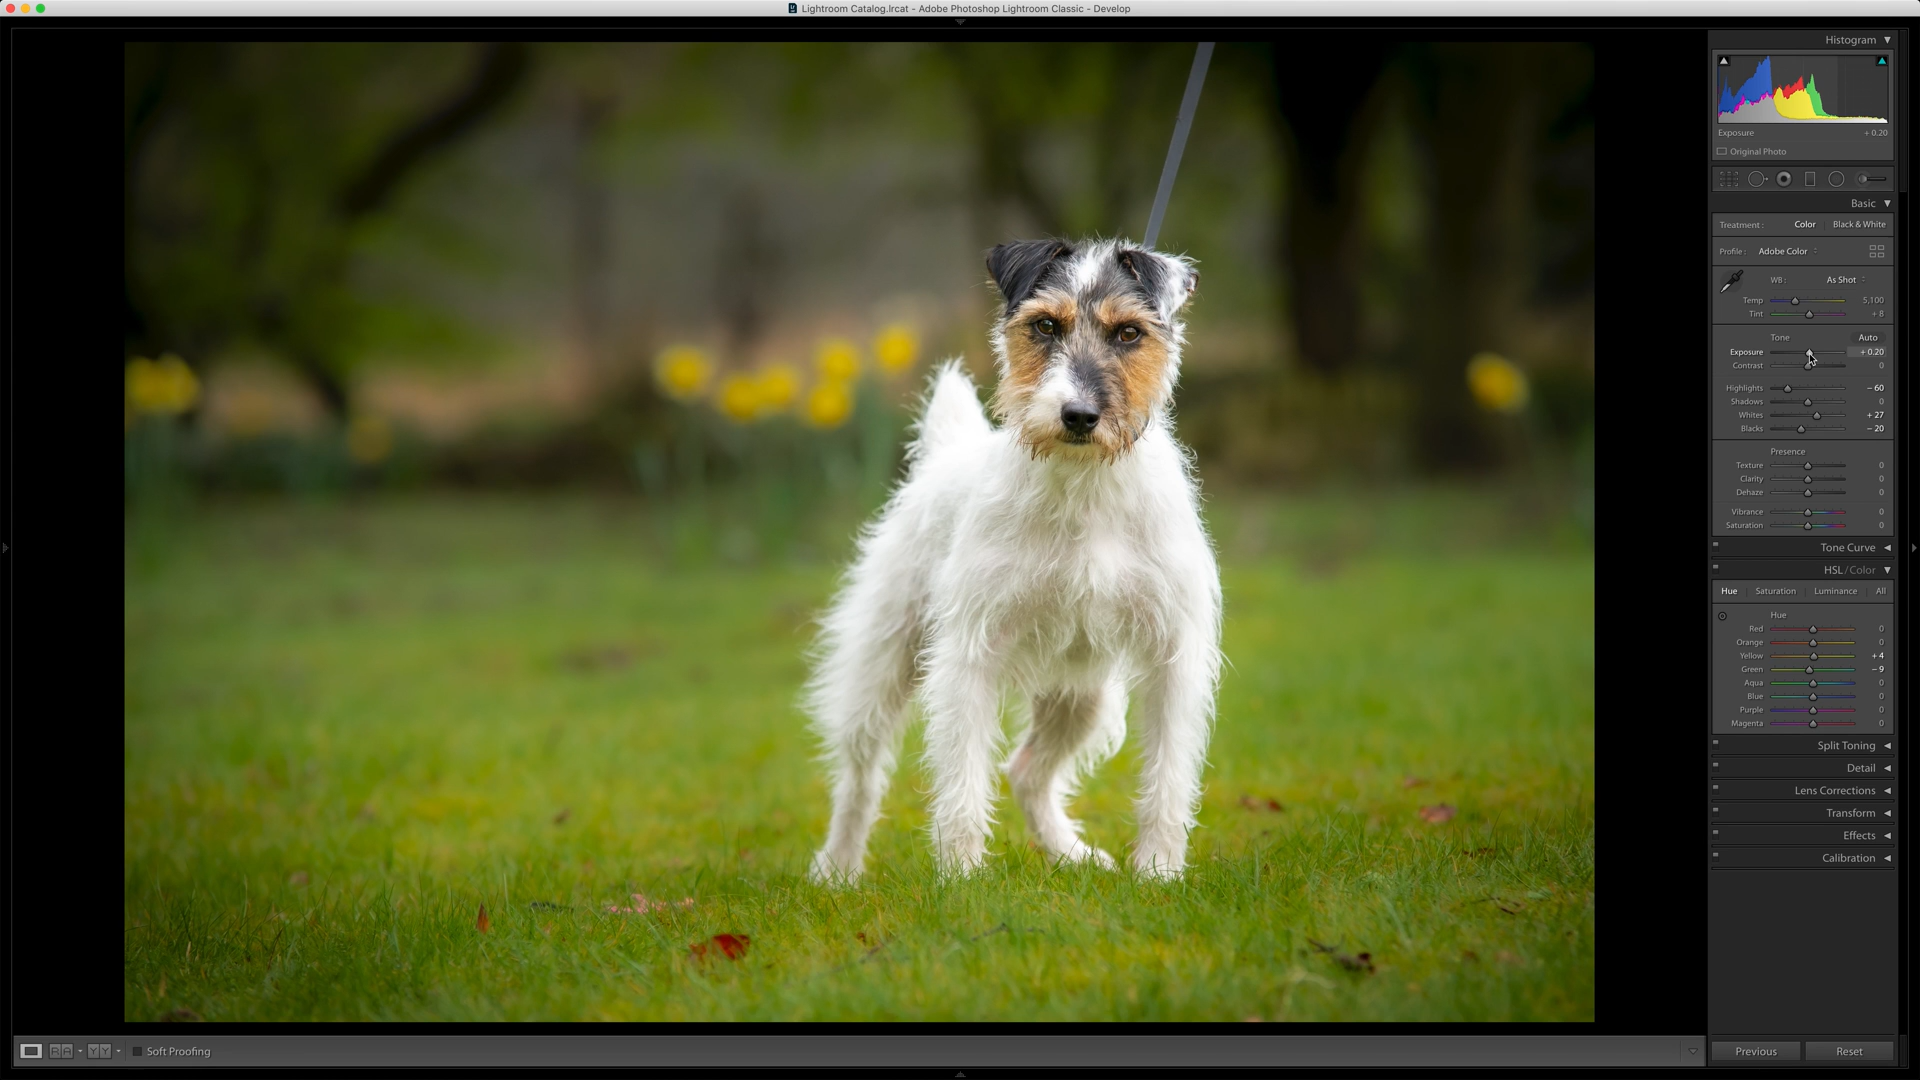 Lightroom Catalog.lrcat - Adobe Photoshop Lightroom Classic - Develop
Histogram
Exposure + 0.20
Original Photo
Basic
Treatment : Color Black & White
Profile : Adobe Color
WB : As Shot
Temp 5,100
Tint + 8
Tone Auto
Exposure + 0.20
Contrast 0
Highlights − 60
Shadows 0
Whites + 27
Blacks − 20
Presence
Texture 0
Clarity 0
Dehaze 0
Vibrance 0
Saturation 0
Tone Curve
HSL / Color
Hue Saturation Luminance All
Hue
Red 0
Orange 0
Yellow + 4
Green − 9
Aqua 0
Blue 0
Purple 0
Magenta 0
Split Toning
Detail
Lens Corrections
Transform
Effects
Calibration
R A Y Y Soft Proofing
Previous Reset